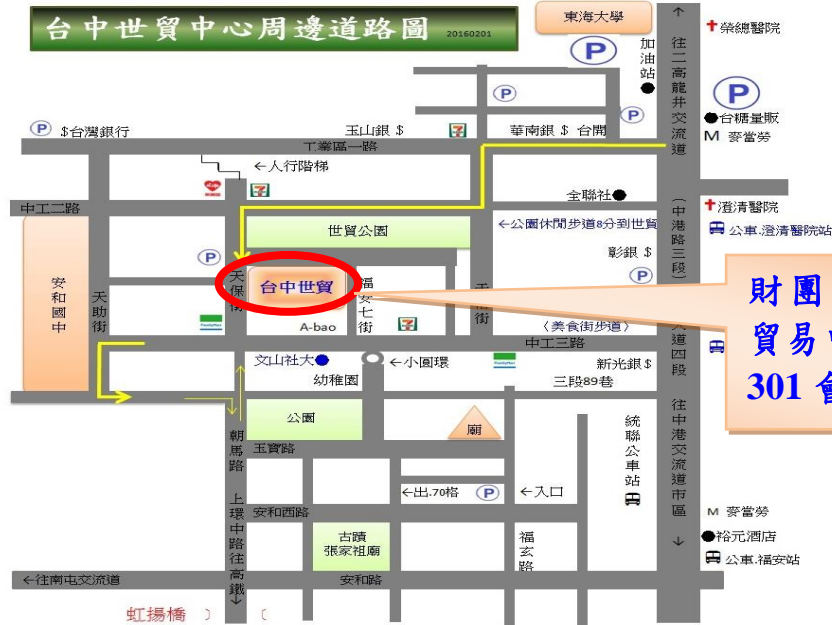 台中世貿中心周邊道路圖 20160201
東海大學
P
加油站
往二高龍井交流道
榮總醫院
P
台糖量販
M 麥當勞
P
P
P $台灣銀行
玉山銀 $
7
華南銀 $ 台開
工業區一路
←人行階梯
7
全聯社
中工二路
世貿公園
←公園休閒步道8分到世貿
(中港路三段)
澄清醫院
公車.澄清醫院站
彰銀 $
P
P
安和國中
天助街
天保街
台中世貿
福安七街
街
A-bao
7
FamilyMart
(美食街步道)
中工三路
道四段
財團
貿易
301 會
文山社大
←小圓環
FamilyMart
新光銀$
幼稚園
三段89巷
公園
廟
朝馬路
玉寶路
統聯公車站
往中港交流道市區
←出.70格 P ←入口
上環中路往高鐵
安和西路
M 麥當勞
裕元酒店
公車.福安站
古蹟
張家祖廟
福玄路
←往南屯交流道
安和路
虹揚橋 ） （